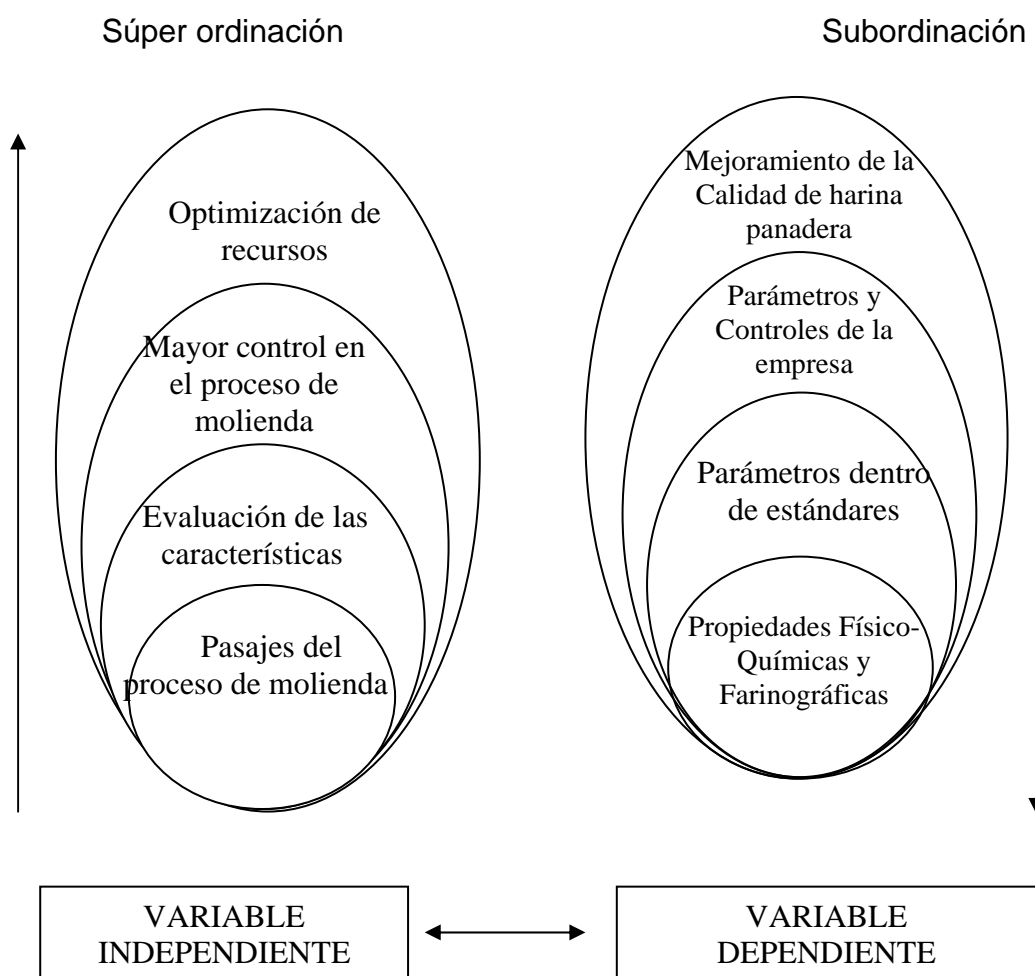 Súper ordinación
Subordinación
Optimización de
recursos
Mayor control en
el proceso de
molienda
Evaluación de las
características
Pasajes del
proceso de molienda
Mejoramiento de la
Calidad de harina
panadera
Parámetros y
Controles de la
empresa
Parámetros dentro
de estándares
Propiedades Físico-
Químicas y
Farinográficas
VARIABLE
INDEPENDIENTE
VARIABLE
DEPENDIENTE